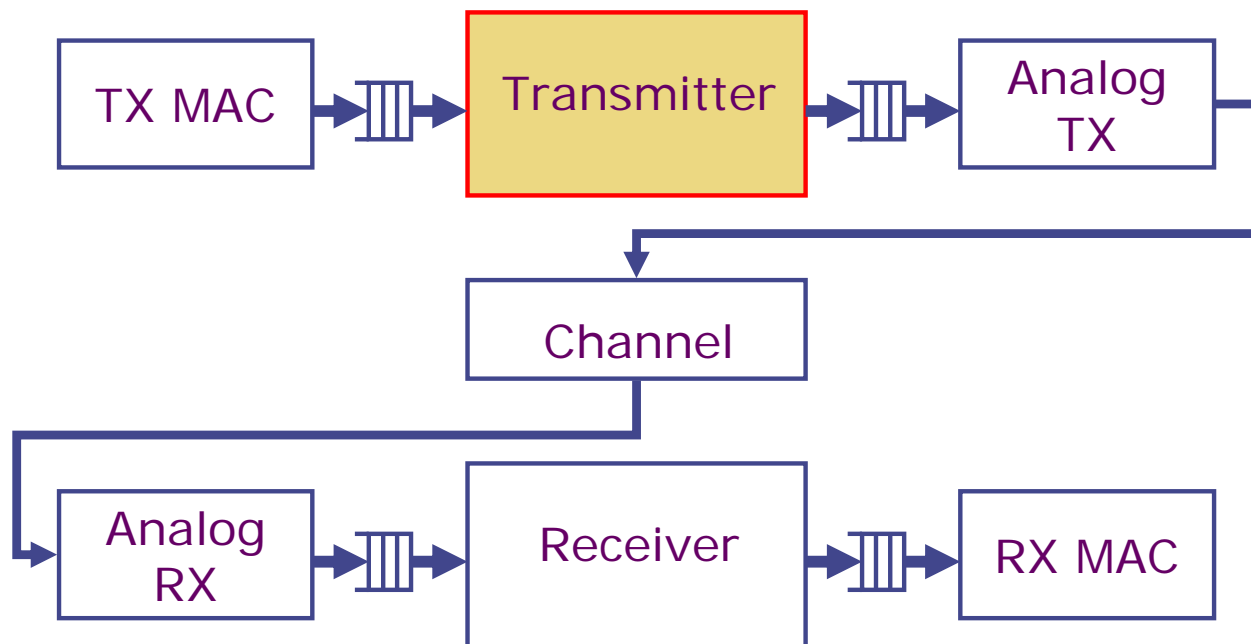 TX MAC
Transmitter
Analog
TX
Channel
Analog
RX
Receiver
RX MAC